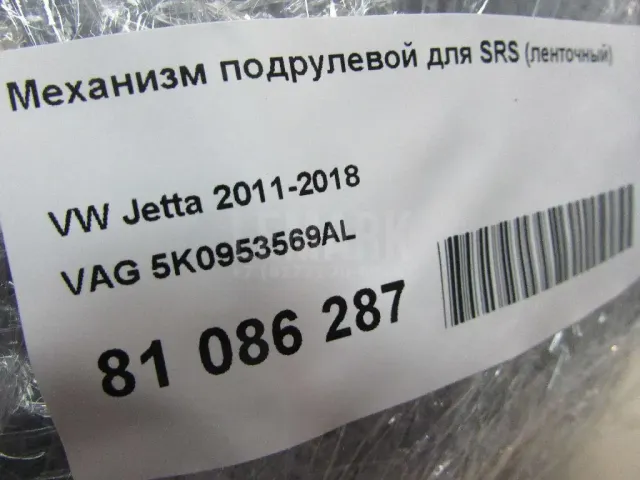 Механизм подрулевой для SRS (ленточный)
VW Jetta 2011-2018
VAG 5K0953569AL
81 086 287